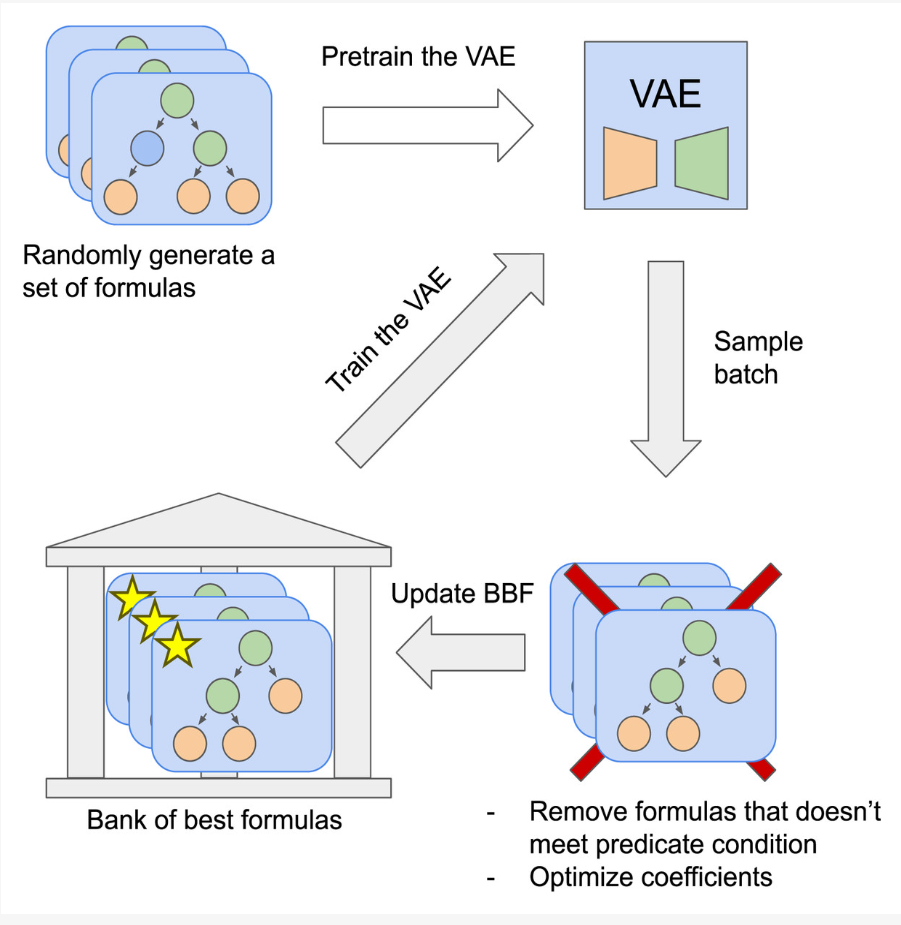 Pretrain the VAE
VAE
Randomly generate a
set of formulas
Train the VAE
Sample
batch
Update BBF
Bank of best formulas
- Remove formulas that doesn't
meet predicate condition
- Optimize coefficients